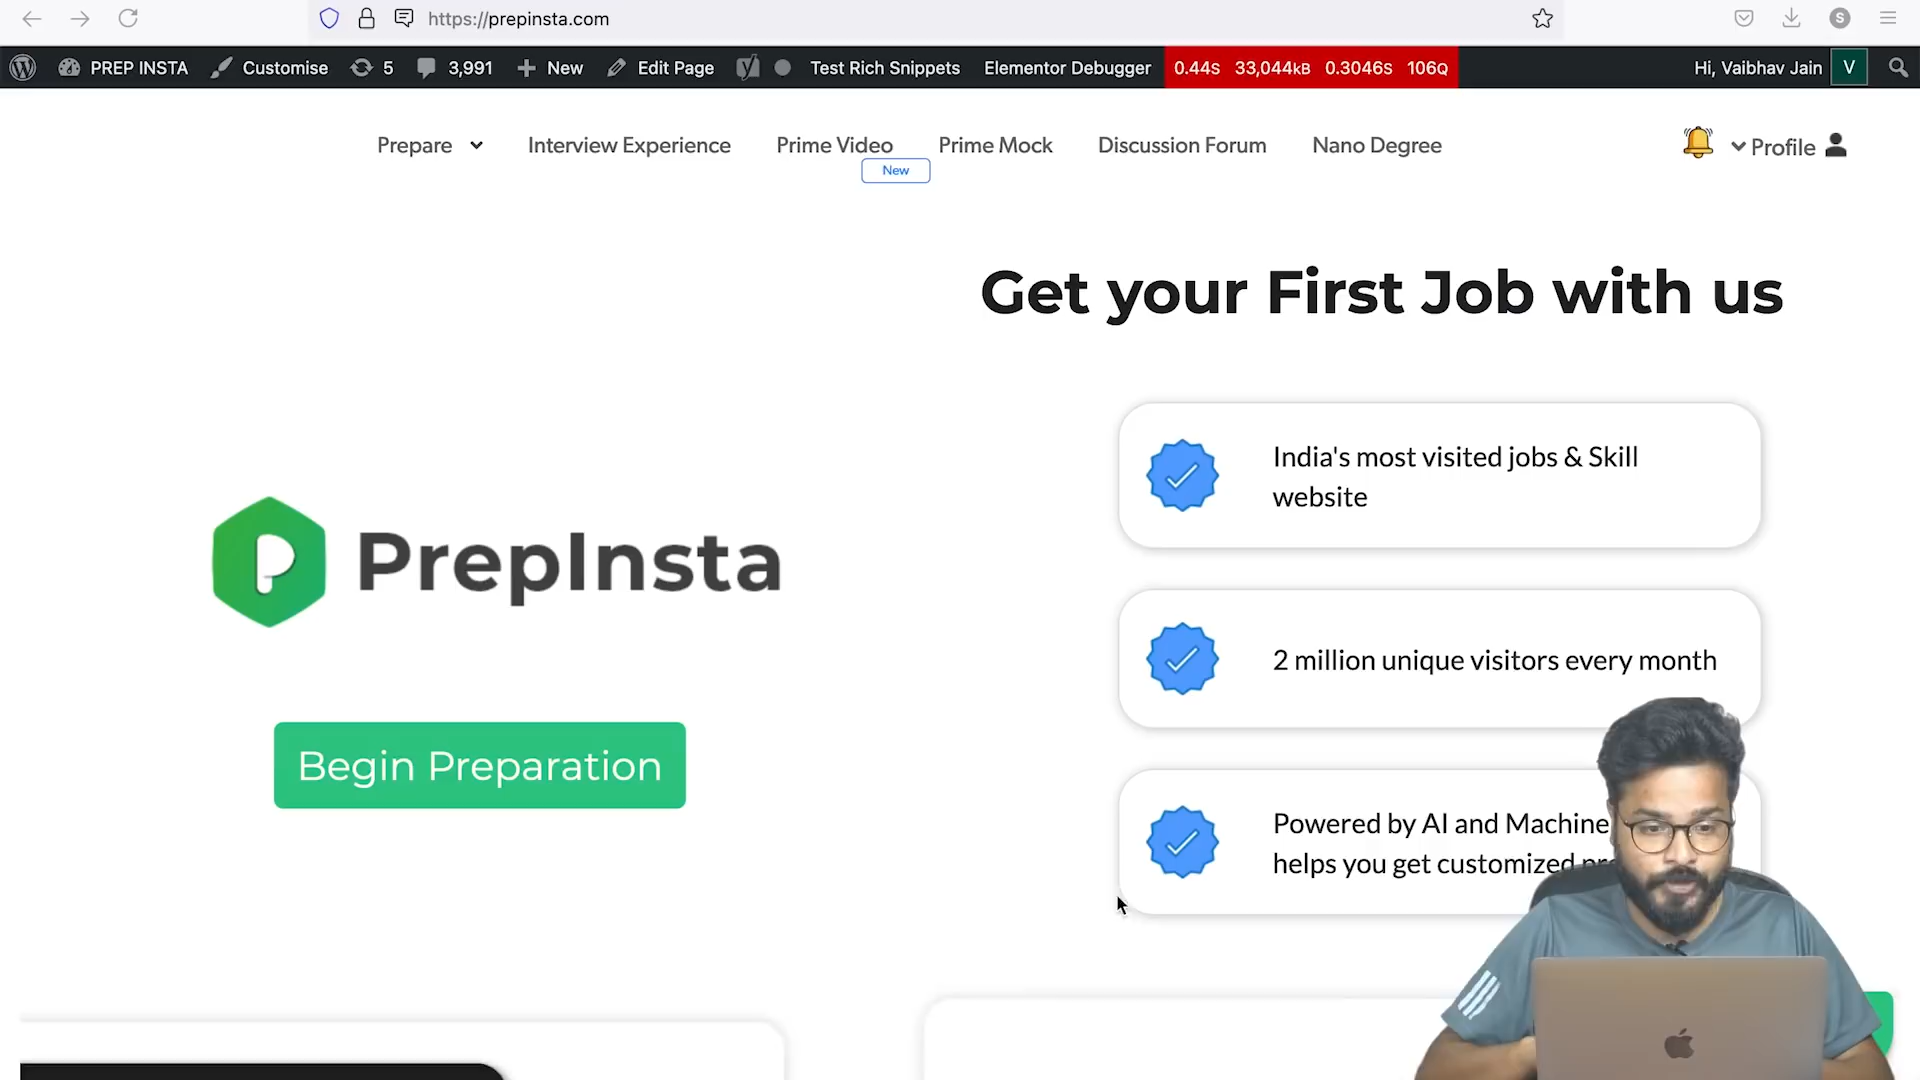 https://prepinsta.com
S
PREP INSTA Customise 5 3,991 New Edit Page Test Rich Snippets Elementor Debugger 0.44S 33,044KB 0.3046S 106Q Hi, Vaibhav Jain V
Prepare Interview Experience Prime Video Prime Mock Discussion Forum Nano Degree Profile
New
Get your First Job with us
India's most visited jobs & Skill
website
PrepInsta
2 million unique visitors every month
Begin Preparation
Powered by AI and Machine
helps you get customized